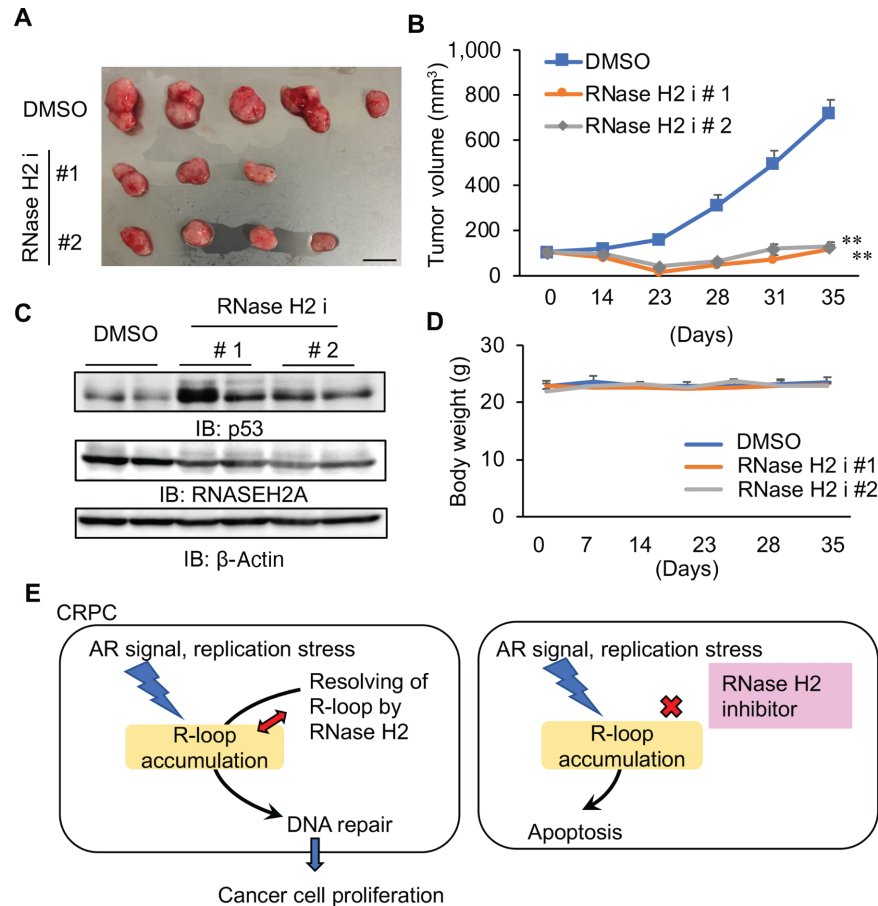 A
DMSO
RNase H2 i
#1
#2
B
Tumor volume (mm³)
1,000
800
600
400
200
0
DMSO
RNase H2 i # 1
RNase H2 i # 2
**
**
0 14 23 28 31 35
(Days)
C
RNase H2 i
DMSO
# 1 # 2
IB: p53
IB: RNASEH2A
IB: β-Actin
D
Body weight (g)
30
20
10
0
DMSO
RNase H2 i #1
RNase H2 i #2
0 7 14 23 28 35
(Days)
E
CRPC
AR signal, replication stress
Resolving of
R-loop by
RNase H2
R-loop
accumulation
DNA repair
Cancer cell proliferation
AR signal, replication stress
RNase H2
inhibitor
R-loop
accumulation
Apoptosis